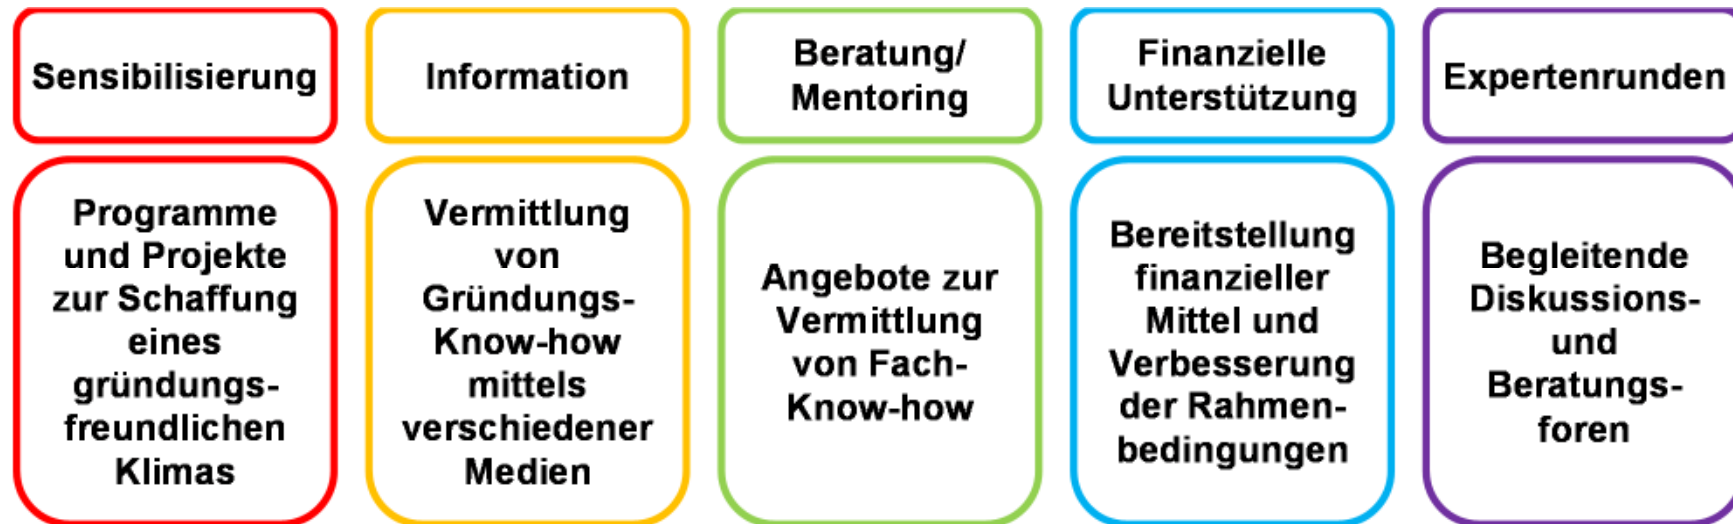 Sensibilisierung
Information
Beratung/
Mentoring
Finanzielle
Unterstützung
Expertenrunden
Programme
und Projekte
zur Schaffung
eines
gründungs-
freundlichen
Klimas
Vermittlung
von
Gründungs-
Know-how
mittels
verschiedener
Medien
Angebote zur
Vermittlung
von Fach-
Know-how
Bereitstellung
finanzieller
Mittel und
Verbesserung
der Rahmen-
bedingungen
Begleitende
Diskussions-
und
Beratungs-
foren